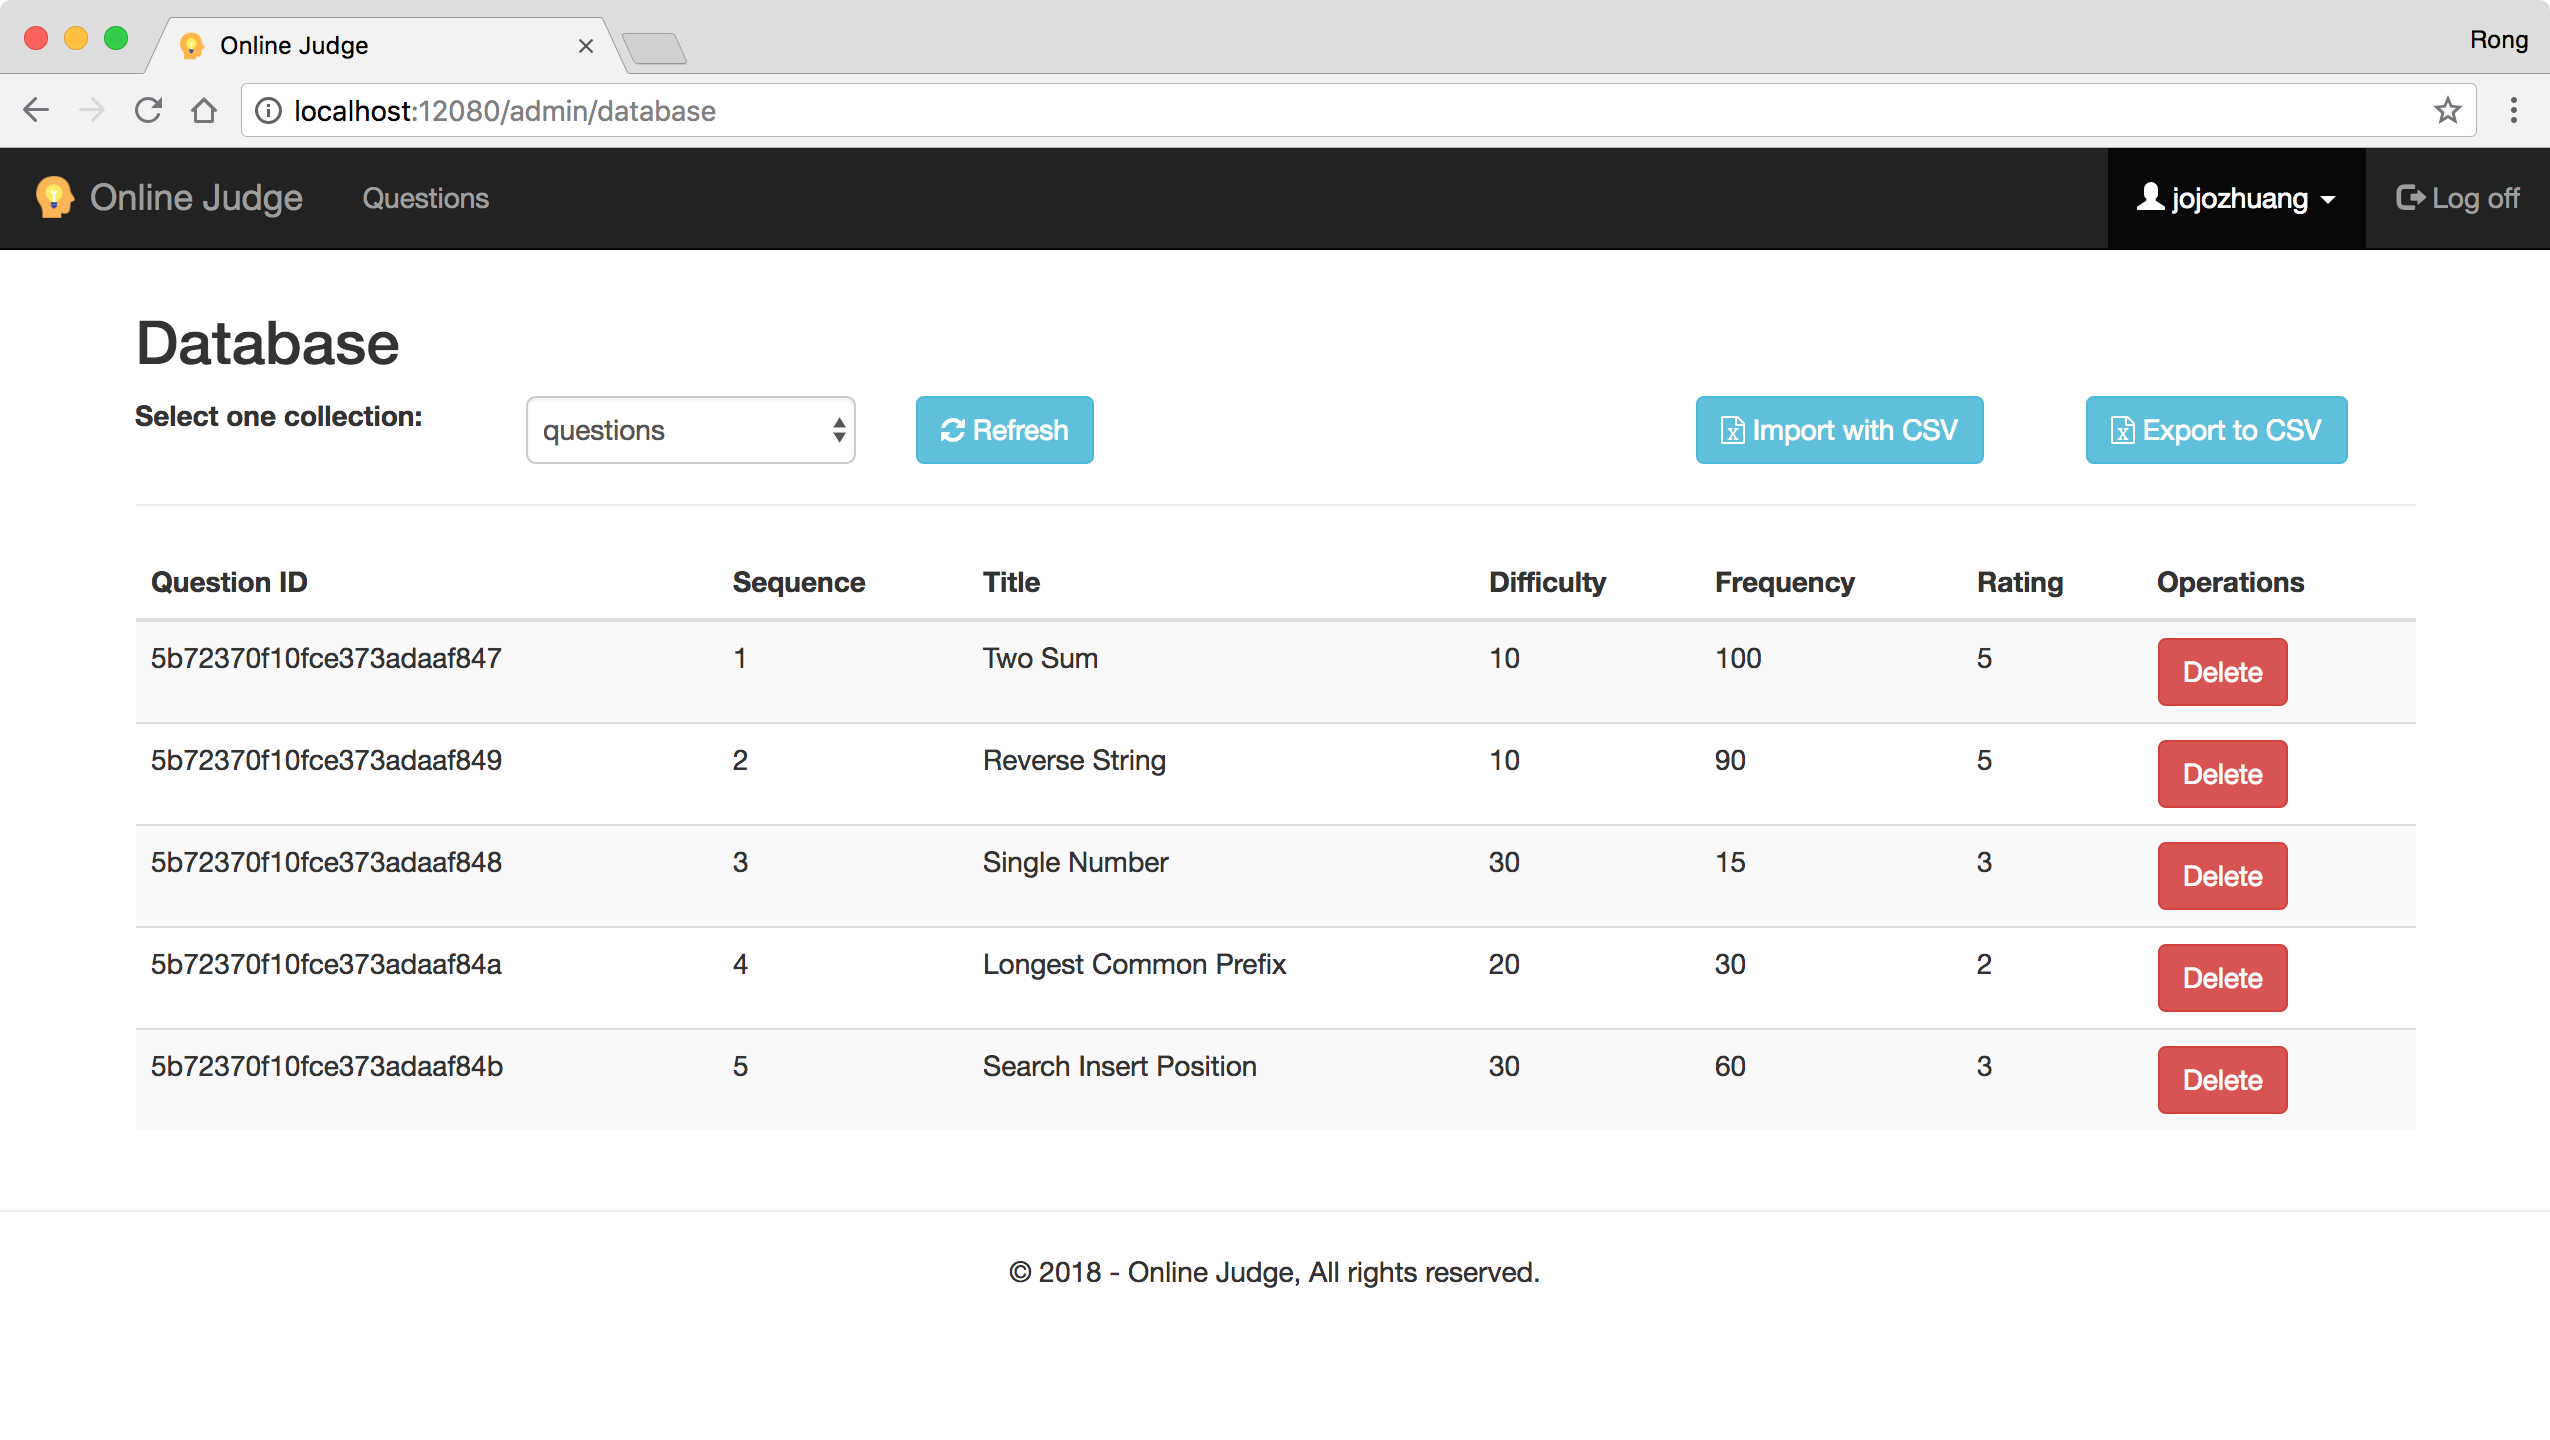 Online Judge
Rong
localhost:12080/admin/database
Online Judge Questions jojozhuang Log off
Database
Select one collection: questions Refresh Import with CSV Export to CSV
Question ID Sequence Title Difficulty Frequency Rating Operations
5b72370f10fce373adaaf847 1 Two Sum 10 100 5 Delete
5b72370f10fce373adaaf849 2 Reverse String 10 90 5 Delete
5b72370f10fce373adaaf848 3 Single Number 30 15 3 Delete
5b72370f10fce373adaaf84a 4 Longest Common Prefix 20 30 2 Delete
5b72370f10fce373adaaf84b 5 Search Insert Position 30 60 3 Delete
© 2018 - Online Judge, All rights reserved.